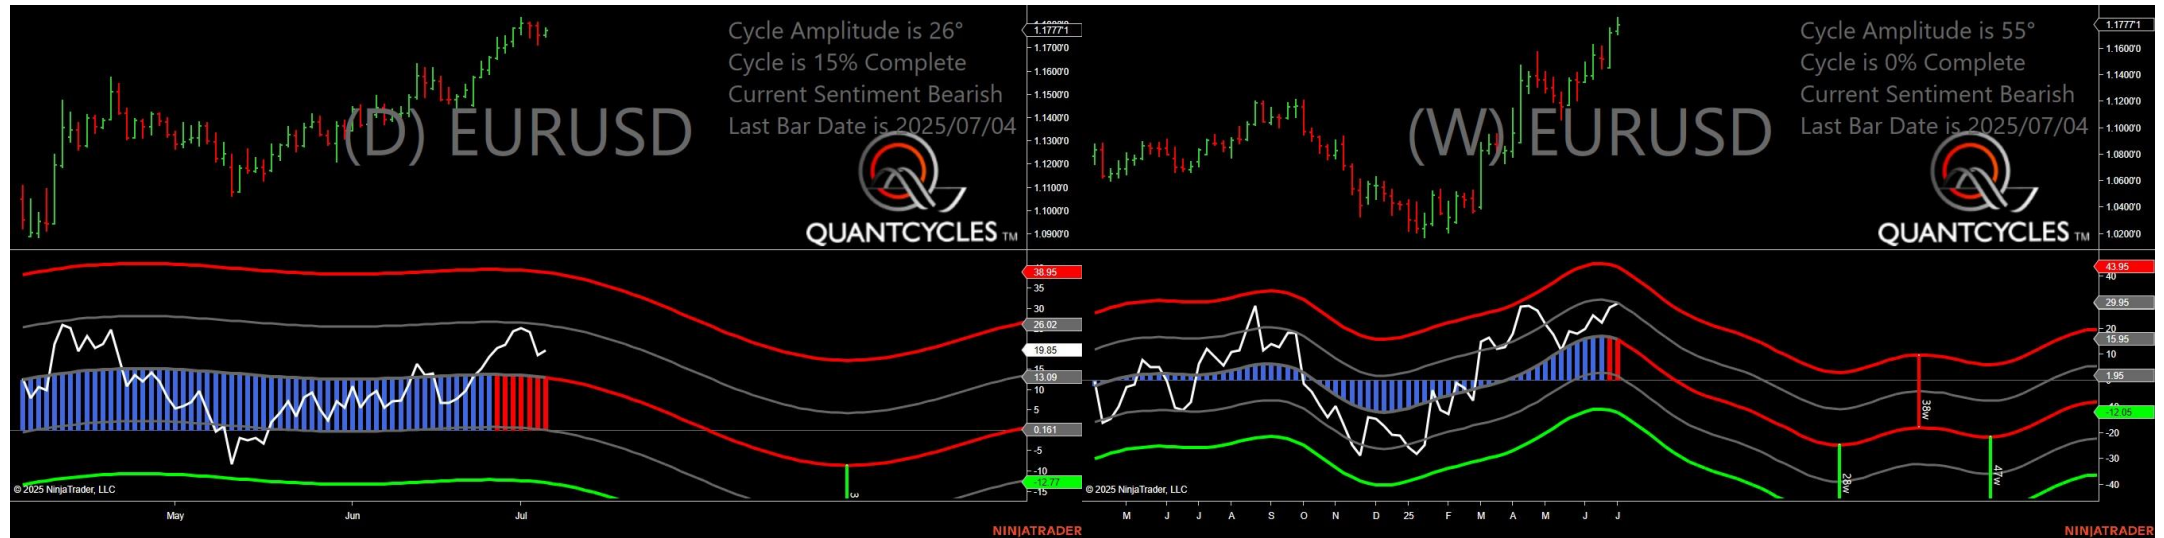 Cycle Amplitude is 26°
Cycle is 15% Complete
Current Sentiment Bearish
Last Bar Date is 2025/07/04
(D) EURUSD
QUANTCYCLES TM
1.1777'1
1.1700'0
1.1600'0
1.1500'0
1.1400'0
1.1300'0
1.1200'0
1.1100'0
1.1000'0
1.0900'0
38.95
35
30
26.02
19.85
15
13.09
10
5
0.161
-5
-10
-12.77
-15
3
© 2025 NinjaTrader, LLC
May Jun Jul
NINJATRADER
Cycle Amplitude is 55°
Cycle is 0% Complete
Current Sentiment Bearish
Last Bar Date is 2025/07/04
(W) EURUSD
QUANTCYCLES TM
1.1777'1
1.1600'0
1.1400'0
1.1200'0
1.1000'0
1.0800'0
1.0600'0
1.0400'0
1.0200'0
43.95
40
29.95
20
15.95
10
1.95
-12.05
-20
-30
-40
38w
28w
47w
© 2025 NinjaTrader, LLC
M J J A S O N D 25 F M A M J J
NINJATRADER